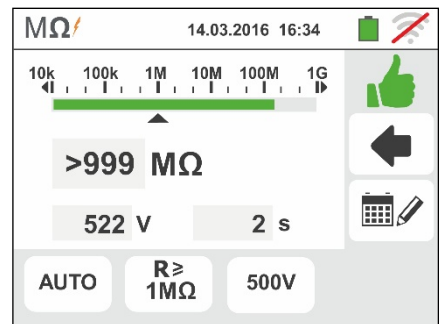 MΩ 14.03.2016 16:34
10k 100k 1M 10M 100M 1G
>999 MΩ
522 V 2 s
AUTO R≥ 1MΩ 500V